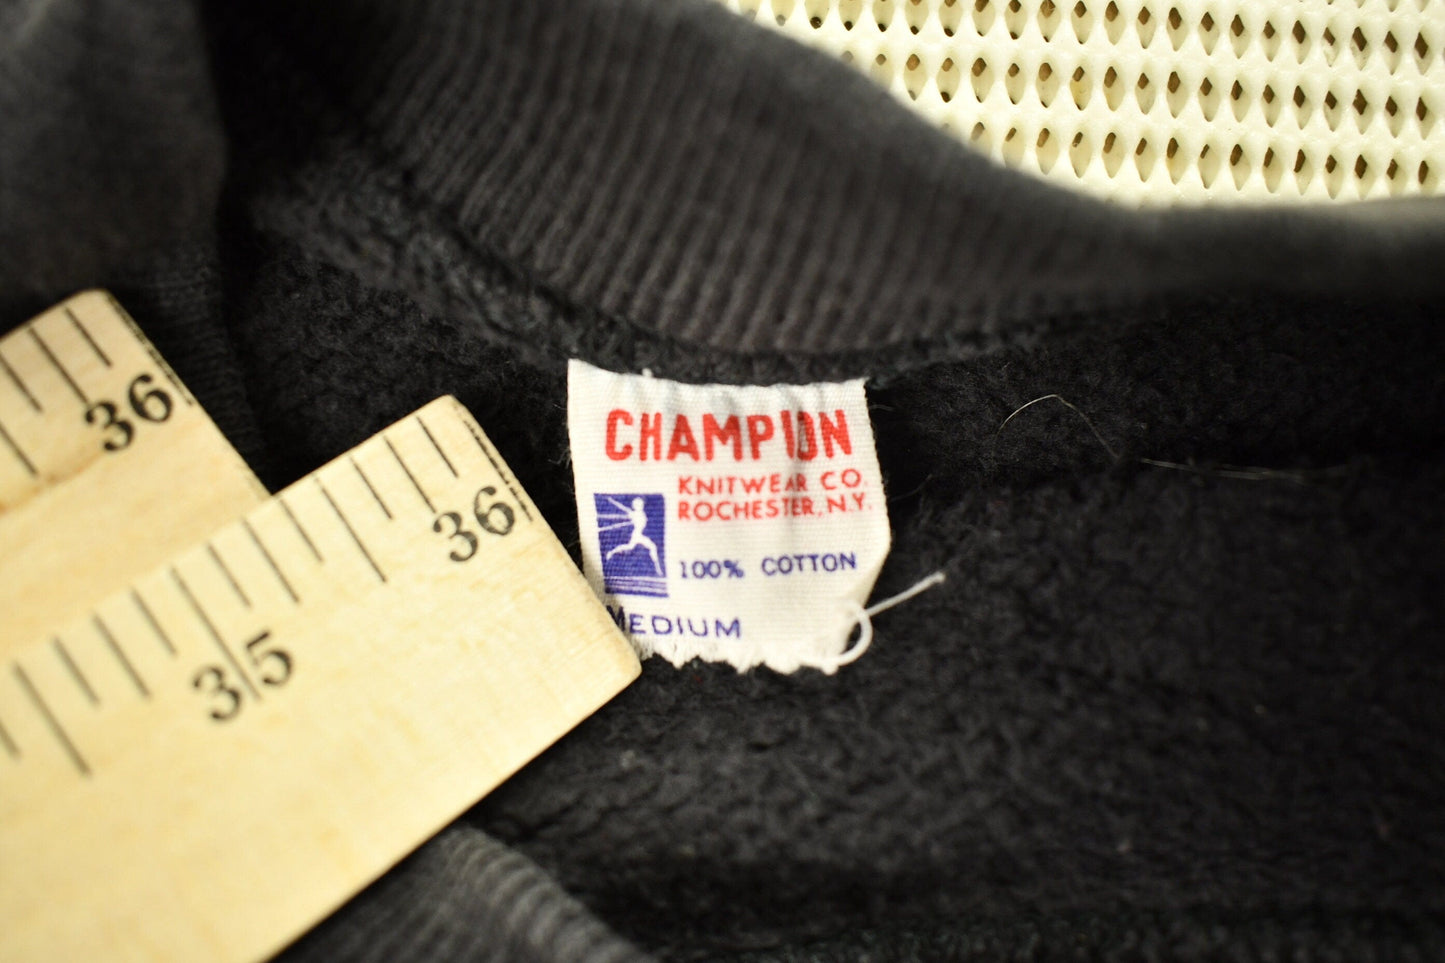 CHAMPION
KNITWEAR CO.
ROCHESTER, N.Y.
100% COTTON
MEDIUM
36
36
35